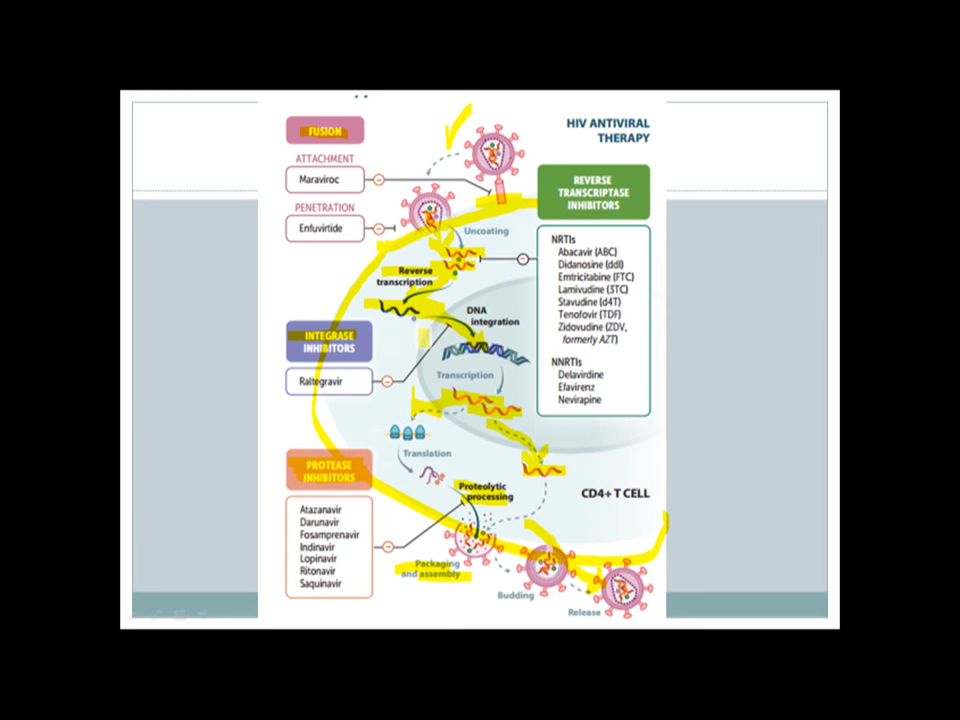 HIV ANTIVIRAL
THERAPY
FUSION
ATTACHMENT
Maraviroc
PENETRATION
Enfuvirtide
REVERSE
TRANSCRIPTASE
INHIBITORS
NRTIs
Abacavir (ABC)
Didanosine (ddI)
Emtricitabine (FTC)
Lamivudine (3TC)
Stavudine (d4T)
Tenofovir (TDF)
Zidovudine (ZDV,
formerly AZT)
NNRTIs
Delavirdine
Efavirenz
Nevirapine
Uncoating
Reverse
transcription
DNA
integration
INTEGRASE
INHIBITORS
Raltegravir
Transcription
Translation
PROTEASE
INHIBITORS
Atazanavir
Darunavir
Fosamprenavir
Indinavir
Lopinavir
Ritonavir
Saquinavir
Proteolytic
processing
CD4+ T CELL
Packaging
and assembly
Budding
Release